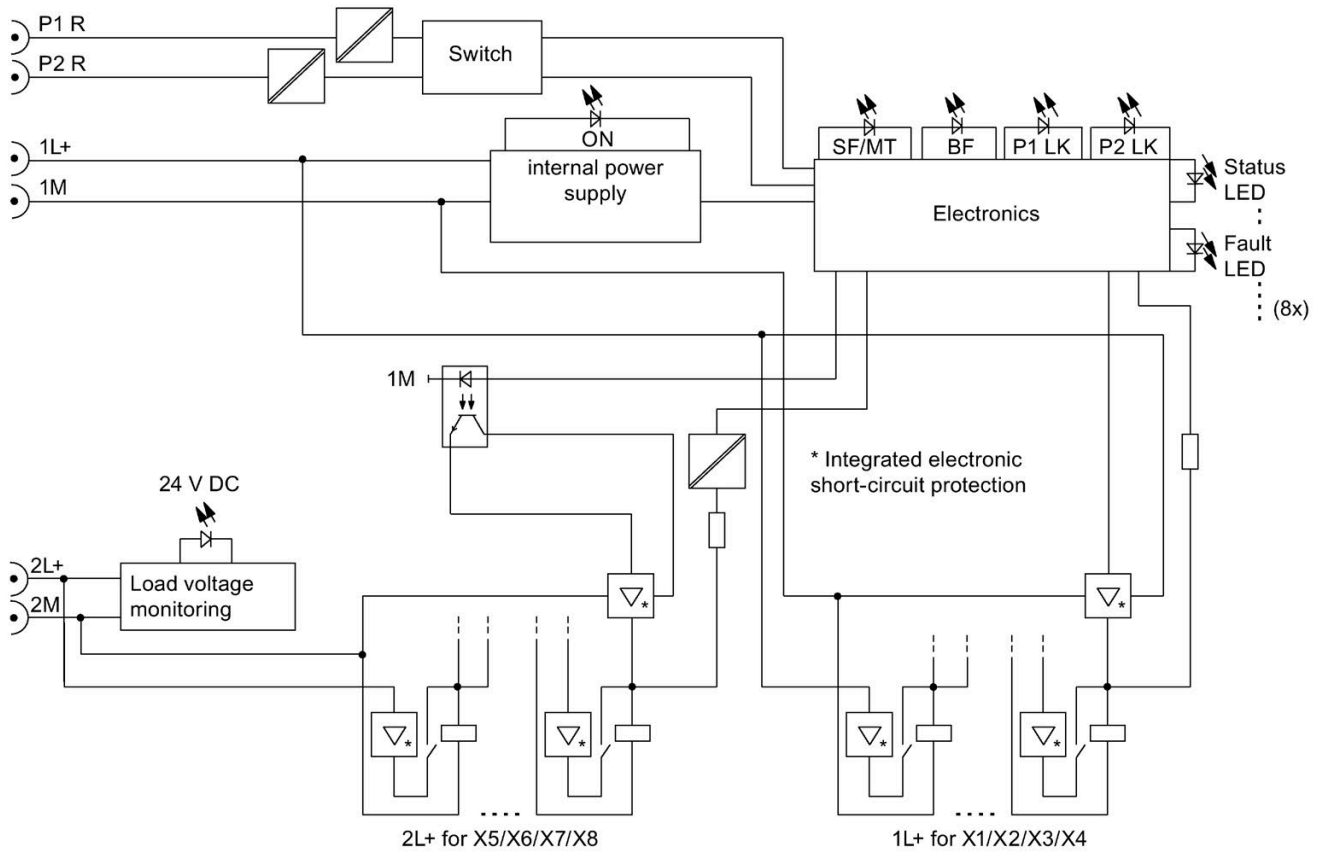 P1 R
P2 R
Switch
1L+
1M
ON
internal power
supply
SF/MT
BF
P1 LK
P2 LK
Electronics
Status
LED
Fault
LED
(8x)
1M
* Integrated electronic
short-circuit protection
24 V DC
2L+
2M
Load voltage
monitoring
*
*
*
*
*
*
2L+ for X5/X6/X7/X8
1L+ for X1/X2/X3/X4